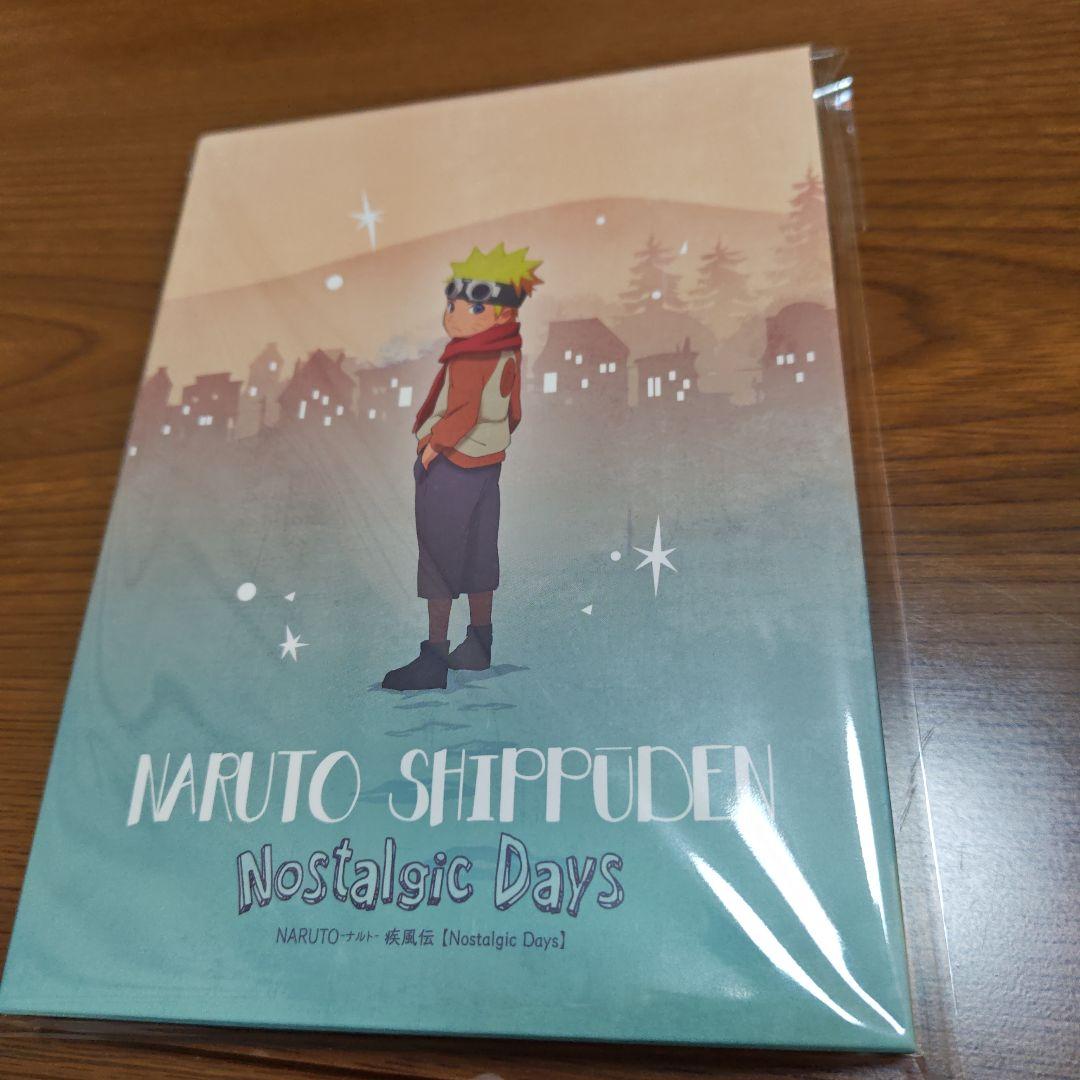 NARUTO SHIPPŪDEN
Nostalgic Days
NARUTO-ナルト- 疾風伝【Nostalgic Days】